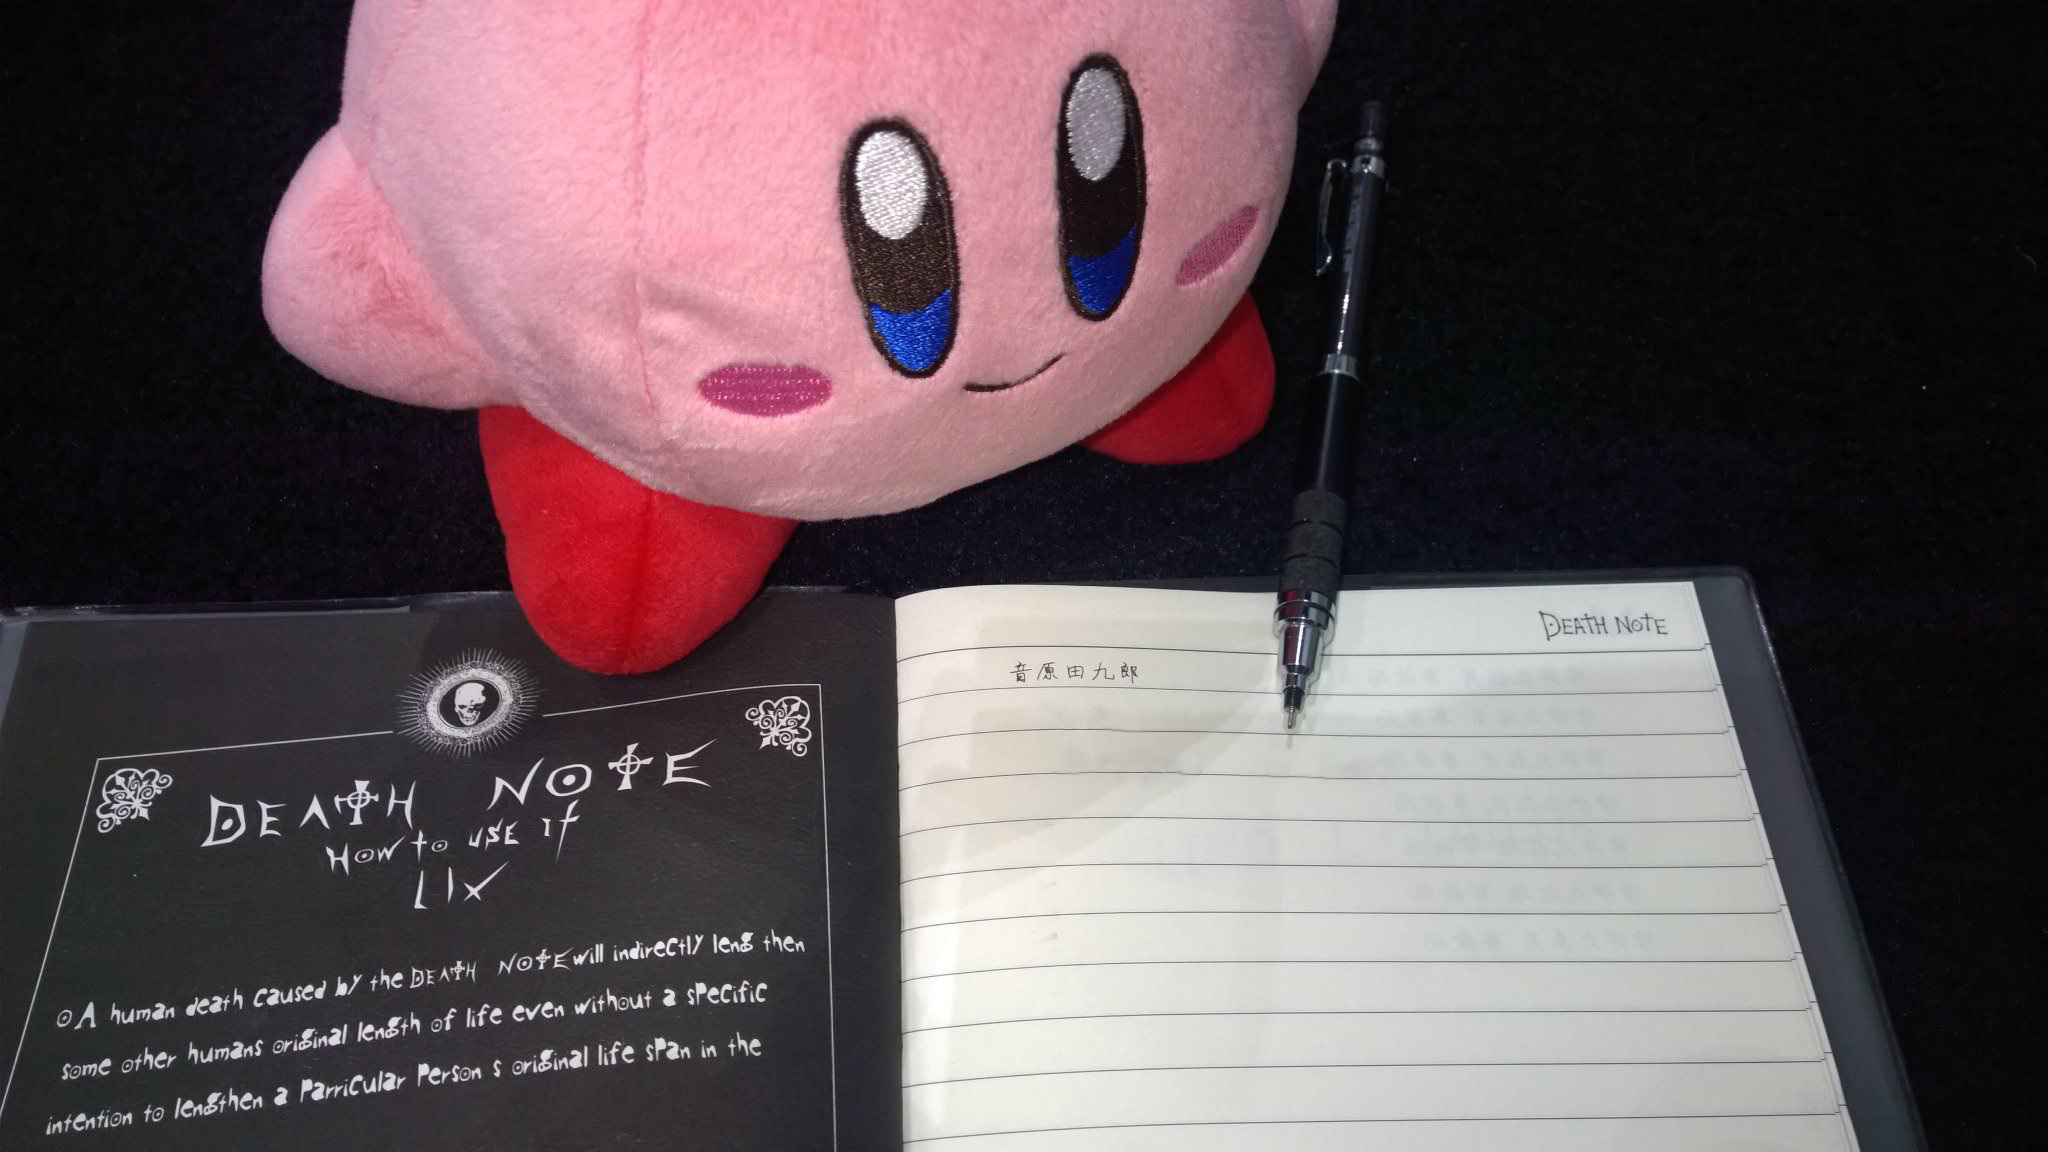 DEATH NOTE
HOW to USE If
LIX
A human death caused by the DEATH NOTE will indirectly leng then
some other humans original length of life even without a specific
intention to lengthen a Parricular Person s original life span in the
DEATH NOTE
音原田九郎